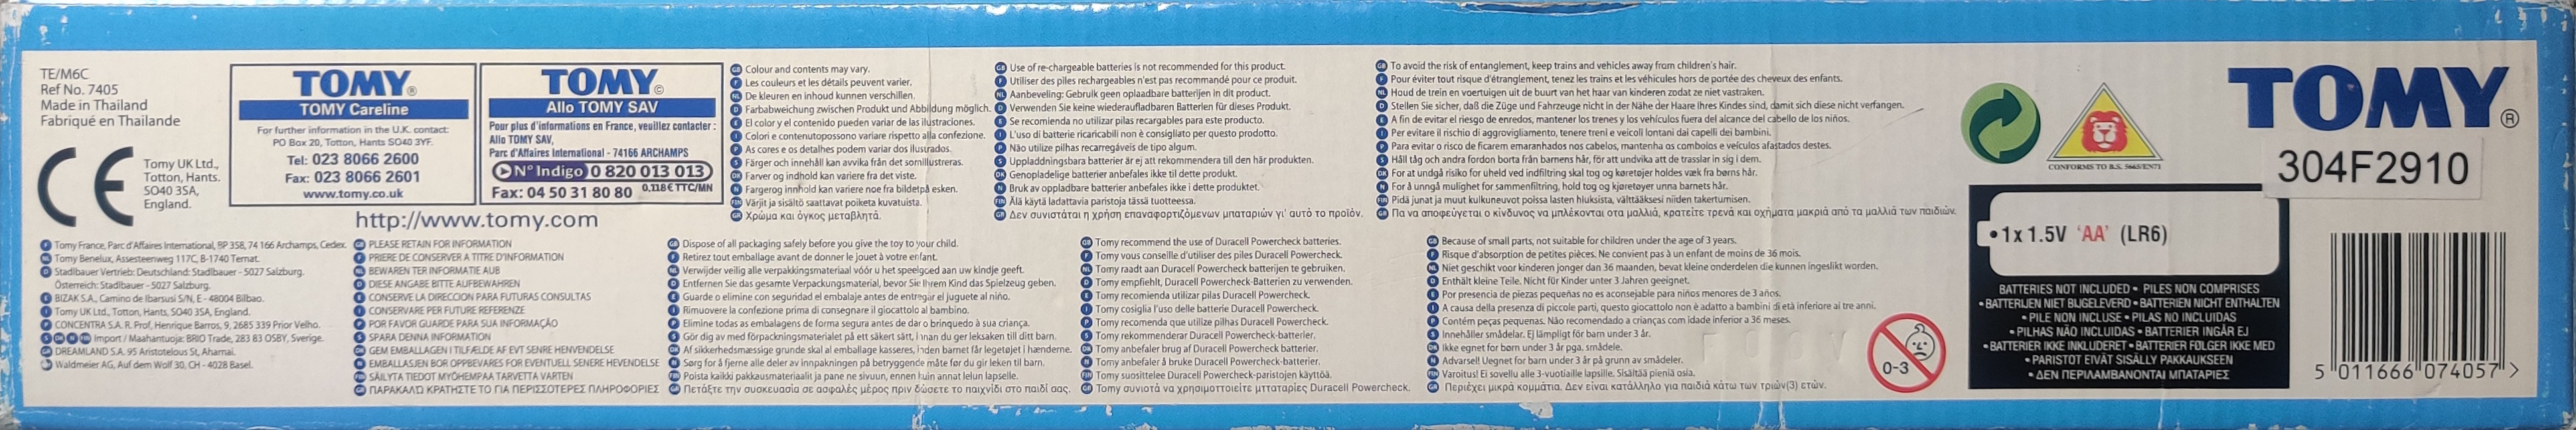 TE/M6C
Ref No. 7405
Made in Thailand
Fabriqué en Thaïlande
CE
Tomy UK Ltd.,
Totton, Hants.
SO40 3SA,
England.
TOMY®
TOMY Careline
For further information in the U.K. contact:
PO Box 20, Totton, Hants SO40 3YF.
Tel: 023 8066 2600
Fax: 023 8066 2601
www.tomy.co.uk
TOMY©
Allo TOMY SAV
Pour plus d'informations en France, veuillez contacter :
Allo TOMY SAV,
Parc d'Affaires International - 74166 ARCHAMPS
N° Indigo 0 820 013 013
Fax: 04 50 31 80 80 0,118 € TTC/MN
http://www.tomy.com
GB Colour and contents may vary.
F Les couleurs et les détails peuvent varier.
NL De kleuren en inhoud kunnen verschillen.
D Farbabweichung zwischen Produkt und Abbildung möglich.
E El color y el contenido pueden variar de las ilustraciones.
I Colori e contenutopossono variare rispetto alla confezione.
P As cores e os detalhes podem variar dos ilustrados.
S Färger och innehåll kan avvika från det somillustreras.
DK Farver og indhold kan variere fra det viste.
N Fargerog innhold kan variere noe fra bildetpå esken.
FIN Värjit ja sisältö saattavat poiketa kuvatuista.
GR Χρώμα και όγκος μεταβλητά.
GB Use of re-chargeable batteries is not recommended for this product.
F Utiliser des piles rechargeables n'est pas recommandé pour ce produit.
NL Aanbeveling: Gebruik geen oplaadbare batterijen in dit product.
D Verwenden Sie keine wiederaufladbaren Batterien für dieses Produkt.
E Se recomienda no utilizar pilas recargables para este producto.
I L'uso di batterie ricaricabili non è consigliato per questo prodotto.
P Não utilize pilhas recarregáveis de tipo algum.
S Uppladdningsbara batterier är ej att rekommendera till den här produkten.
DK Genopladelige batterier anbefales ikke til dette produkt.
N Bruk av oppladbare batterier anbefales ikke i dette produktet.
FIN Älä käytä ladattavia paristoja tässä tuotteessa.
GR Δεν συνιστάται η χρήση επαναφορτιζόμενων μπαταριών γι' αυτό το προϊόν.
GB To avoid the risk of entanglement, keep trains and vehicles away from children's hair.
F Pour éviter tout risque d'étranglement, tenez les trains et les véhicules hors de portée des cheveux des enfants.
NL Houd de trein en voertuigen uit de buurt van het haar van kinderen zodat ze niet vastraken.
D Stellen Sie sicher, daß die Züge und Fahrzeuge nicht in der Nähe der Haare Ihres Kindes sind, damit sich diese nicht verfangen.
E A fin de evitar el riesgo de enredos, mantener los trenes y los vehículos fuera del alcance del cabello de los niños.
I Per evitare il rischio di aggrovigliamento, tenere treni e veicoli lontani dai capelli dei bambini.
P Para evitar o risco de ficarem emaranhados nos cabelos, mantenha os comboios e veículos afastados destes.
S Håll tåg och andra fordon borta från barnens hår, för att undvika att de trasslar in sig i dem.
DK For at undgå risiko for uheld ved indfiltring skal tog og køretøjer holdes væk fra børns hår.
N For å unngå mulighet for sammenfiltring, hold tog og kjøretøyer unna barnets hår.
FIN Pidä junat ja muut kulkuneuvot poissa lasten hiuksista, välttääksesi niiden takertumisen.
GR Πα να αποφεύγεται ο κίνδυνος να μπλέκονται στα μαλλιά, κρατείτε τρενά και οχήματα μακριά από τα μαλλιά των παιδιών.
CONFORMS TO B.S. 5665/EN71
TOMY®
304F2910
F Tomy France, Parc d'Affaires International, BP 358, 74 166 Archamps, Cedex.
NL Tomy Benelux, Assesteenweg 117C, B-1740 Ternat.
D Stadlbauer Vertrieb: Deutschland: Stadlbauer - 5027 Salzburg.
Österreich: Stadlbauer - 5027 Salzburg.
E BIZAK S.A., Camino de Ibarsusi S/N, E - 48004 Bilbao.
I Tomy UK Ltd., Totton, Hants, SO40 3SA, England.
P CONCENTRA S.A. R. Prof, Henrique Barros, 9, 2685 339 Prior Velho.
S DK N FIN Import / Maahantuoja: BRIO Trade, 283 83 OSBY, Sverige.
GR DREAMLAND S.A. 95 Aristotelous St, Aharnai.
CH Waldmeier AG, Auf dem Wolf 30, CH - 4028 Basel.
GB PLEASE RETAIN FOR INFORMATION
F PRIERE DE CONSERVER A TITRE D'INFORMATION
NL BEWAREN TER INFORMATIE AUB
D DIESE ANGABE BITTE AUFBEWAHREN
E CONSERVE LA DIRECCION PARA FUTURAS CONSULTAS
I CONSERVARE PER FUTURE REFERENZE
P POR FAVOR GUARDE PARA SUA INFORMAÇÃO
S SPARA DENNA INFORMATION
DK GEM EMBALLAGEN I TILFÆLDE AF EVT SENERE HENVENDELSE
N EMBALLASJEN BOR OPPBEVARES FOR EVENTUELL SENERE HEVENDELSE
FIN SÄILYTA TIEDOT MYÖHEMPAA TARVETTA VARTEN
GR ΠΑΡΑΚΑΛΩ ΚΡΑΤΗΣΤΕ ΤΟ ΓΙΑ ΠΕΡΙΣΣΟΤΕΡΕΣ ΠΛΗΡΟΦΟΡΙΕΣ
GB Dispose of all packaging safely before you give the toy to your child.
F Retirez tout emballage avant de donner le jouet à votre enfant.
NL Verwijder veilig alle verpakkingsmateriaal vóór u het speelgoed aan uw kindje geeft.
D Entfernen Sie das gesamte Verpackungsmaterial, bevor Sie Ihrem Kind das Spielzeug geben.
E Guarde o elimine con seguridad el embalaje antes de entregar el juguete al niño.
I Rimuovere la confezione prima di consegnare il giocattolo al bambino.
P Elimine todas as embalagens de forma segura antes de dar o brinquedo à sua criança.
S Gör dig av med förpackningsmaterialet på ett säkert sätt, innan du ger leksaken till ditt barn.
DK Af sikkerhedsmæssige grunde skal al emballage kasseres, inden barnet får legetøjet i hænderne.
N Sørg for å fjerne alle deler av innpakningen på betryggende måte før du gir leken til barn.
FIN Poista kaikki pakkausmateriaalit ja pane ne sivuun, ennen kuin annat lelun lapselle.
GR Πετάξτε την συσκευασία σε ασφαλές μέρος πριν δώσετε το παιχνίδι στο παιδί σας.
GB Tomy recommend the use of Duracell Powercheck batteries.
F Tomy vous conseille d'utiliser des piles Duracell Powercheck.
NL Tomy raadt aan Duracell Powercheck batterijen te gebruiken.
D Tomy empfiehlt, Duracell Powercheck-Batterien zu verwenden.
E Tomy recomienda utilizar pilas Duracell Powercheck.
I Tomy cosiglia l'uso delle batterie Duracell Powercheck.
P Tomy recomenda que utilize pilhas Duracell Powercheck.
S Tomy rekommenderar Duracell Powercheck-batterier.
DK Tomy anbefaler brug af Duracell Powercheck batterier.
N Tomy anbefaler å bruke Duracell Powercheck-batterier.
FIN Tomy suosittelee Duracell Powercheck-paristojen käyttöä.
GR Tomy συνιστά να χρησιμοποιείτε μπαταρίες Duracell Powercheck.
GB Because of small parts, not suitable for children under the age of 3 years.
F Risque d'absorption de petites pièces. Ne convient pas à un enfant de moins de 36 mois.
NL Niet geschikt voor kinderen jonger dan 36 maanden, bevat kleine onderdelen die kunnen ingeslikt worden.
D Enthält kleine Teile. Nicht für Kinder unter 3 Jahren geeignet.
E Por presencia de piezas pequeñas no es aconsejable para niños menores de 3 años.
I A causa della presenza di piccole parti, questo giocattolo non è adatto a bambini di età inferiore ai tre anni.
P Contém peças pequenas. Não recomendado a crianças com idade inferior a 36 meses.
S Innehåller smådelar. Ej lämpligt för barn under 3 år.
DK Ikke egnet for børn under 3 år pga. smådele.
N Advarsel! Uegnet for barn under 3 år på grunn av smådeler.
FIN Varoitus! Ei sovellu alle 3-vuotiaille lapsille. Sisältää pieniä osia.
GR Περιέχει μικρά κομμάτια. Δεν είναι κατάλληλο για παιδιά κάτω των τριών(3) ετών.
0-3
• 1x 1.5V 'AA' (LR6)
BATTERIES NOT INCLUDED • PILES NON COMPRISES
• BATTERIJEN NIET BIJGELEVERD • BATTERIEN NICHT ENTHALTEN
• PILE NON INCLUSE • PILAS NO INCLUIDAS
• PILHAS NÃO INCLUIDAS • BATTERIER INGÅR EJ
• BATTERIER IKKE INKLUDERET • BATTERIER FØLGER IKKE MED
• PARISTOT EIVÄT SISÄLLY PAKKAUKSEEN
• ΔΕΝ ΠΕΡΙΛΑΜΒΑΝΟΝΤΑΙ ΜΠΑΤΑΡΙΕΣ
5 011666 074057 >